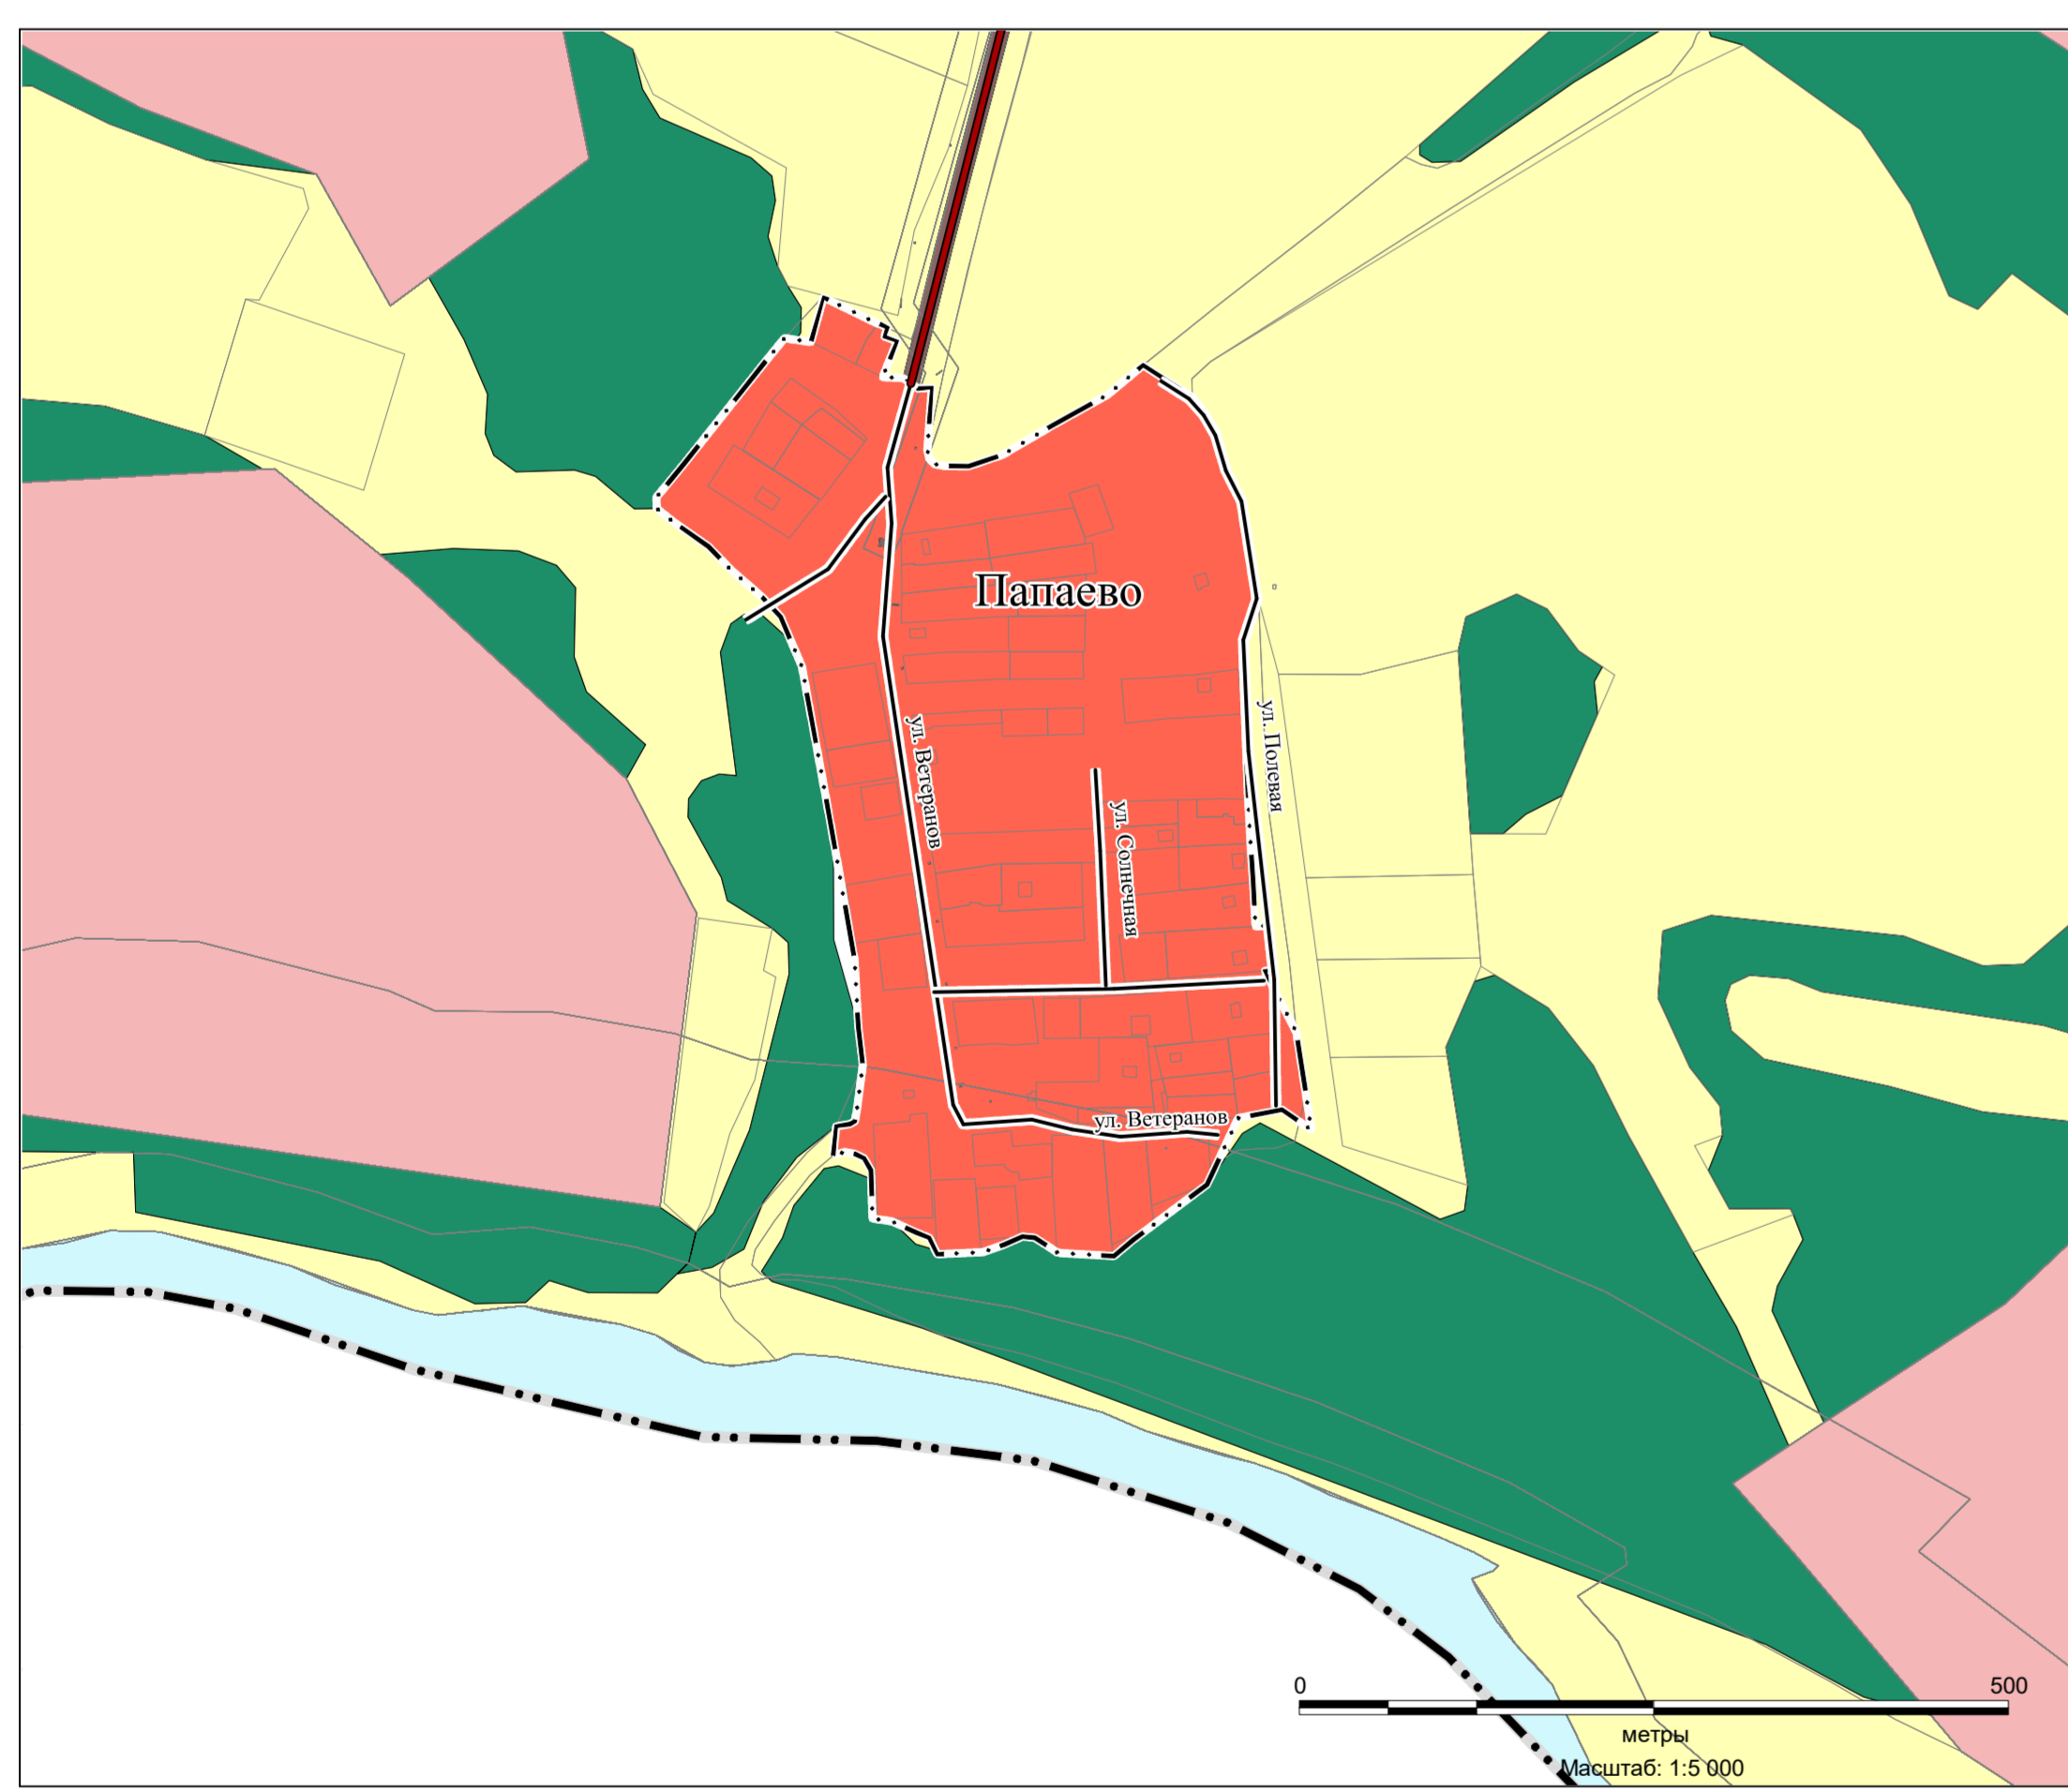 Папаево
ул. Полевая
ул. Ветеранов
ул. Солнечная
ул. Ветеранов
0 500
метры
Масштаб: 1:5 000